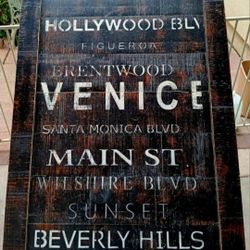 HOLLYWOOD BLV
FIGUEROA
BRENTWOOD
VENICE
SANTA MONICA BLVD
MAIN ST.
WILSHIRE BLVD
SUNSET
BEVERLY HILLS